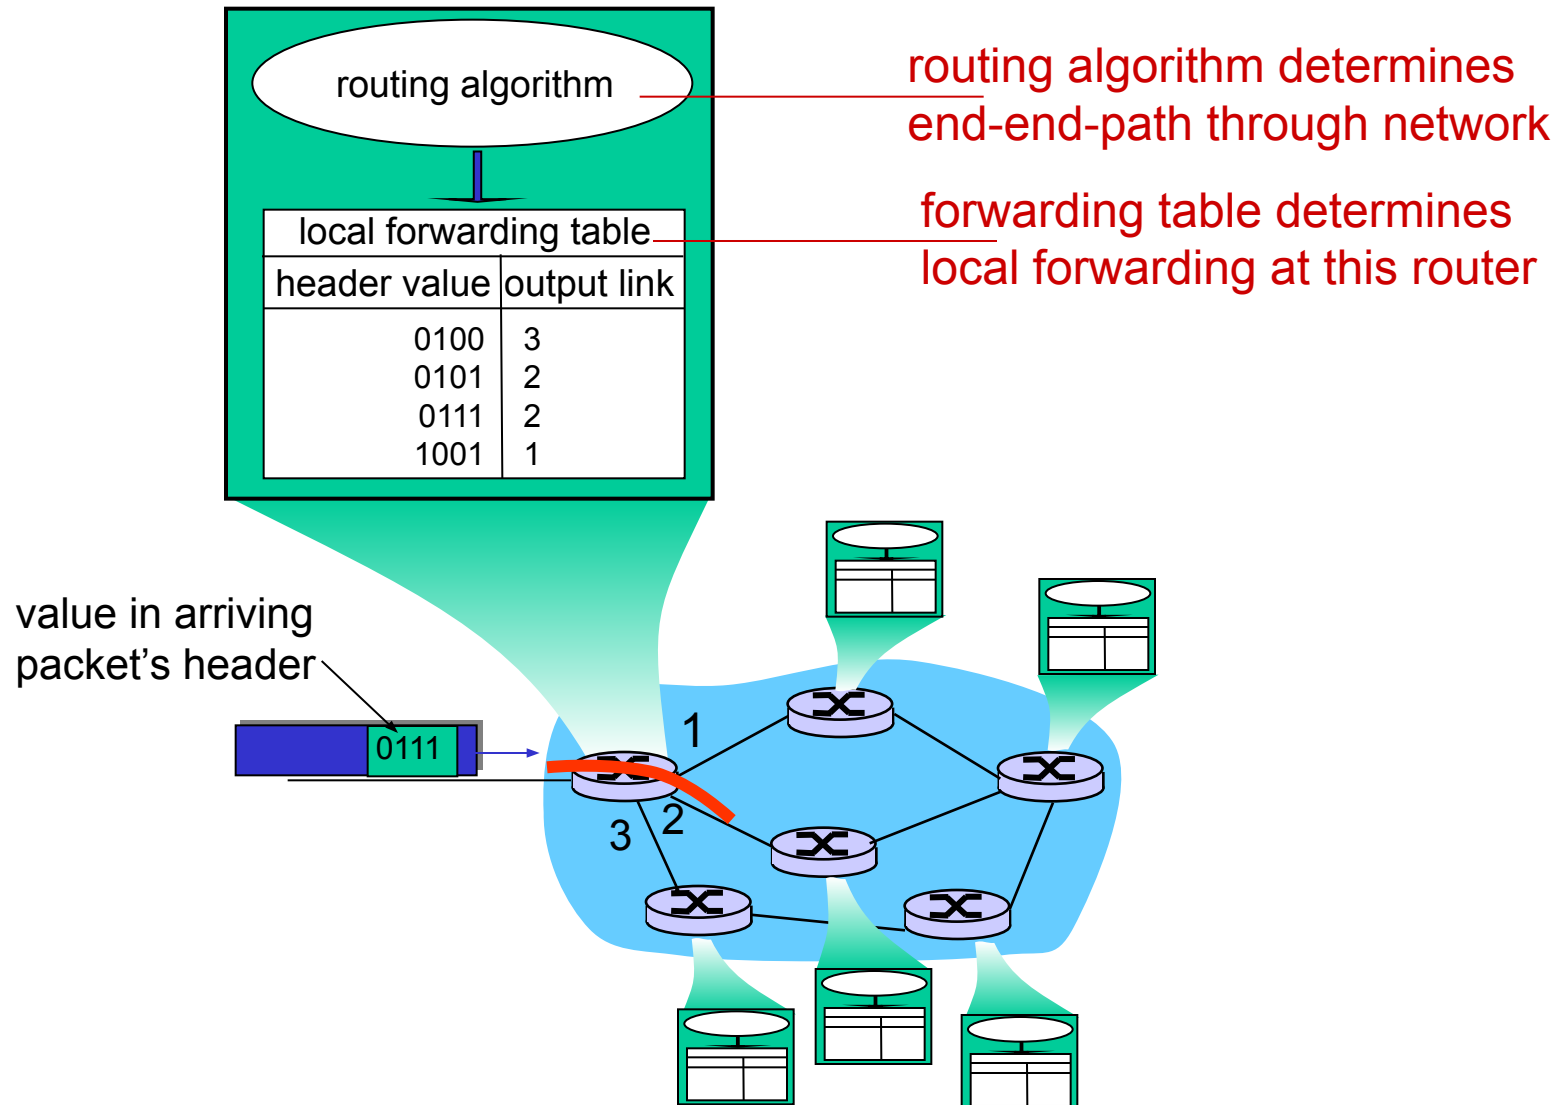 routing algorithm
routing algorithm determines
end-end-path through network
local forwarding table
forwarding table determines
local forwarding at this router
header value output link
0100 3
0101 2
0111 2
1001 1
value in arriving
packet’s header
0111
1
2
3